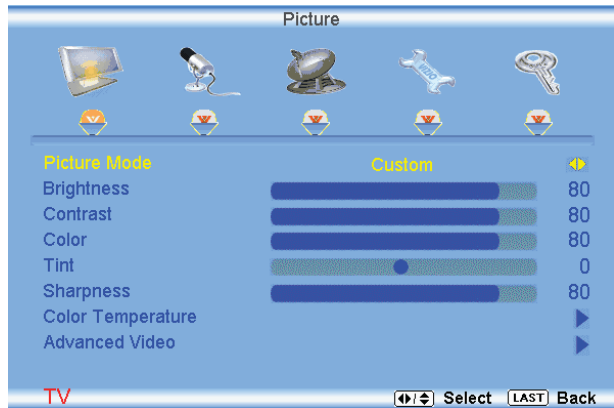 Picture
Picture Mode Custom
Brightness 80
Contrast 80
Color 80
Tint 0
Sharpness 80
Color Temperature
Advanced Video
TV Select LAST Back